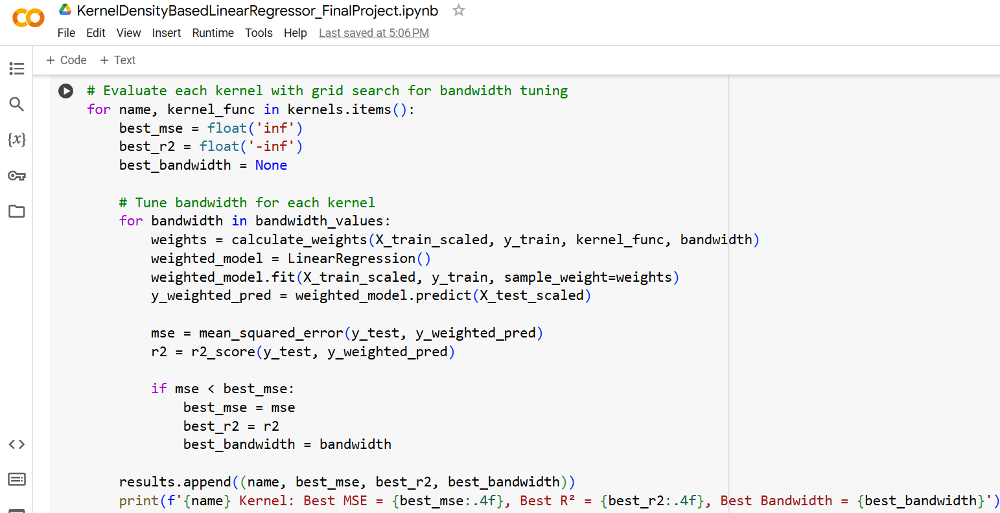 KernelDensityBasedLinearRegressor_FinalProject.ipynb
File Edit View Insert Runtime Tools Help Last saved at 5:06 PM
+ Code + Text
# Evaluate each kernel with grid search for bandwidth tuning
for name, kernel_func in kernels.items():
    best_mse = float('inf')
    best_r2 = float('-inf')
    best_bandwidth = None
    # Tune bandwidth for each kernel
    for bandwidth in bandwidth_values:
        weights = calculate_weights(X_train_scaled, y_train, kernel_func, bandwidth)
        weighted_model = LinearRegression()
        weighted_model.fit(X_train_scaled, y_train, sample_weight=weights)
        y_weighted_pred = weighted_model.predict(X_test_scaled)
        mse = mean_squared_error(y_test, y_weighted_pred)
        r2 = r2_score(y_test, y_weighted_pred)
        if mse < best_mse:
            best_mse = mse
            best_r2 = r2
            best_bandwidth = bandwidth
    results.append((name, best_mse, best_r2, best_bandwidth))
    print(f'{name} Kernel: Best MSE = {best_mse:.4f}, Best R² = {best_r2:.4f}, Best Bandwidth = {best_bandwidth}')